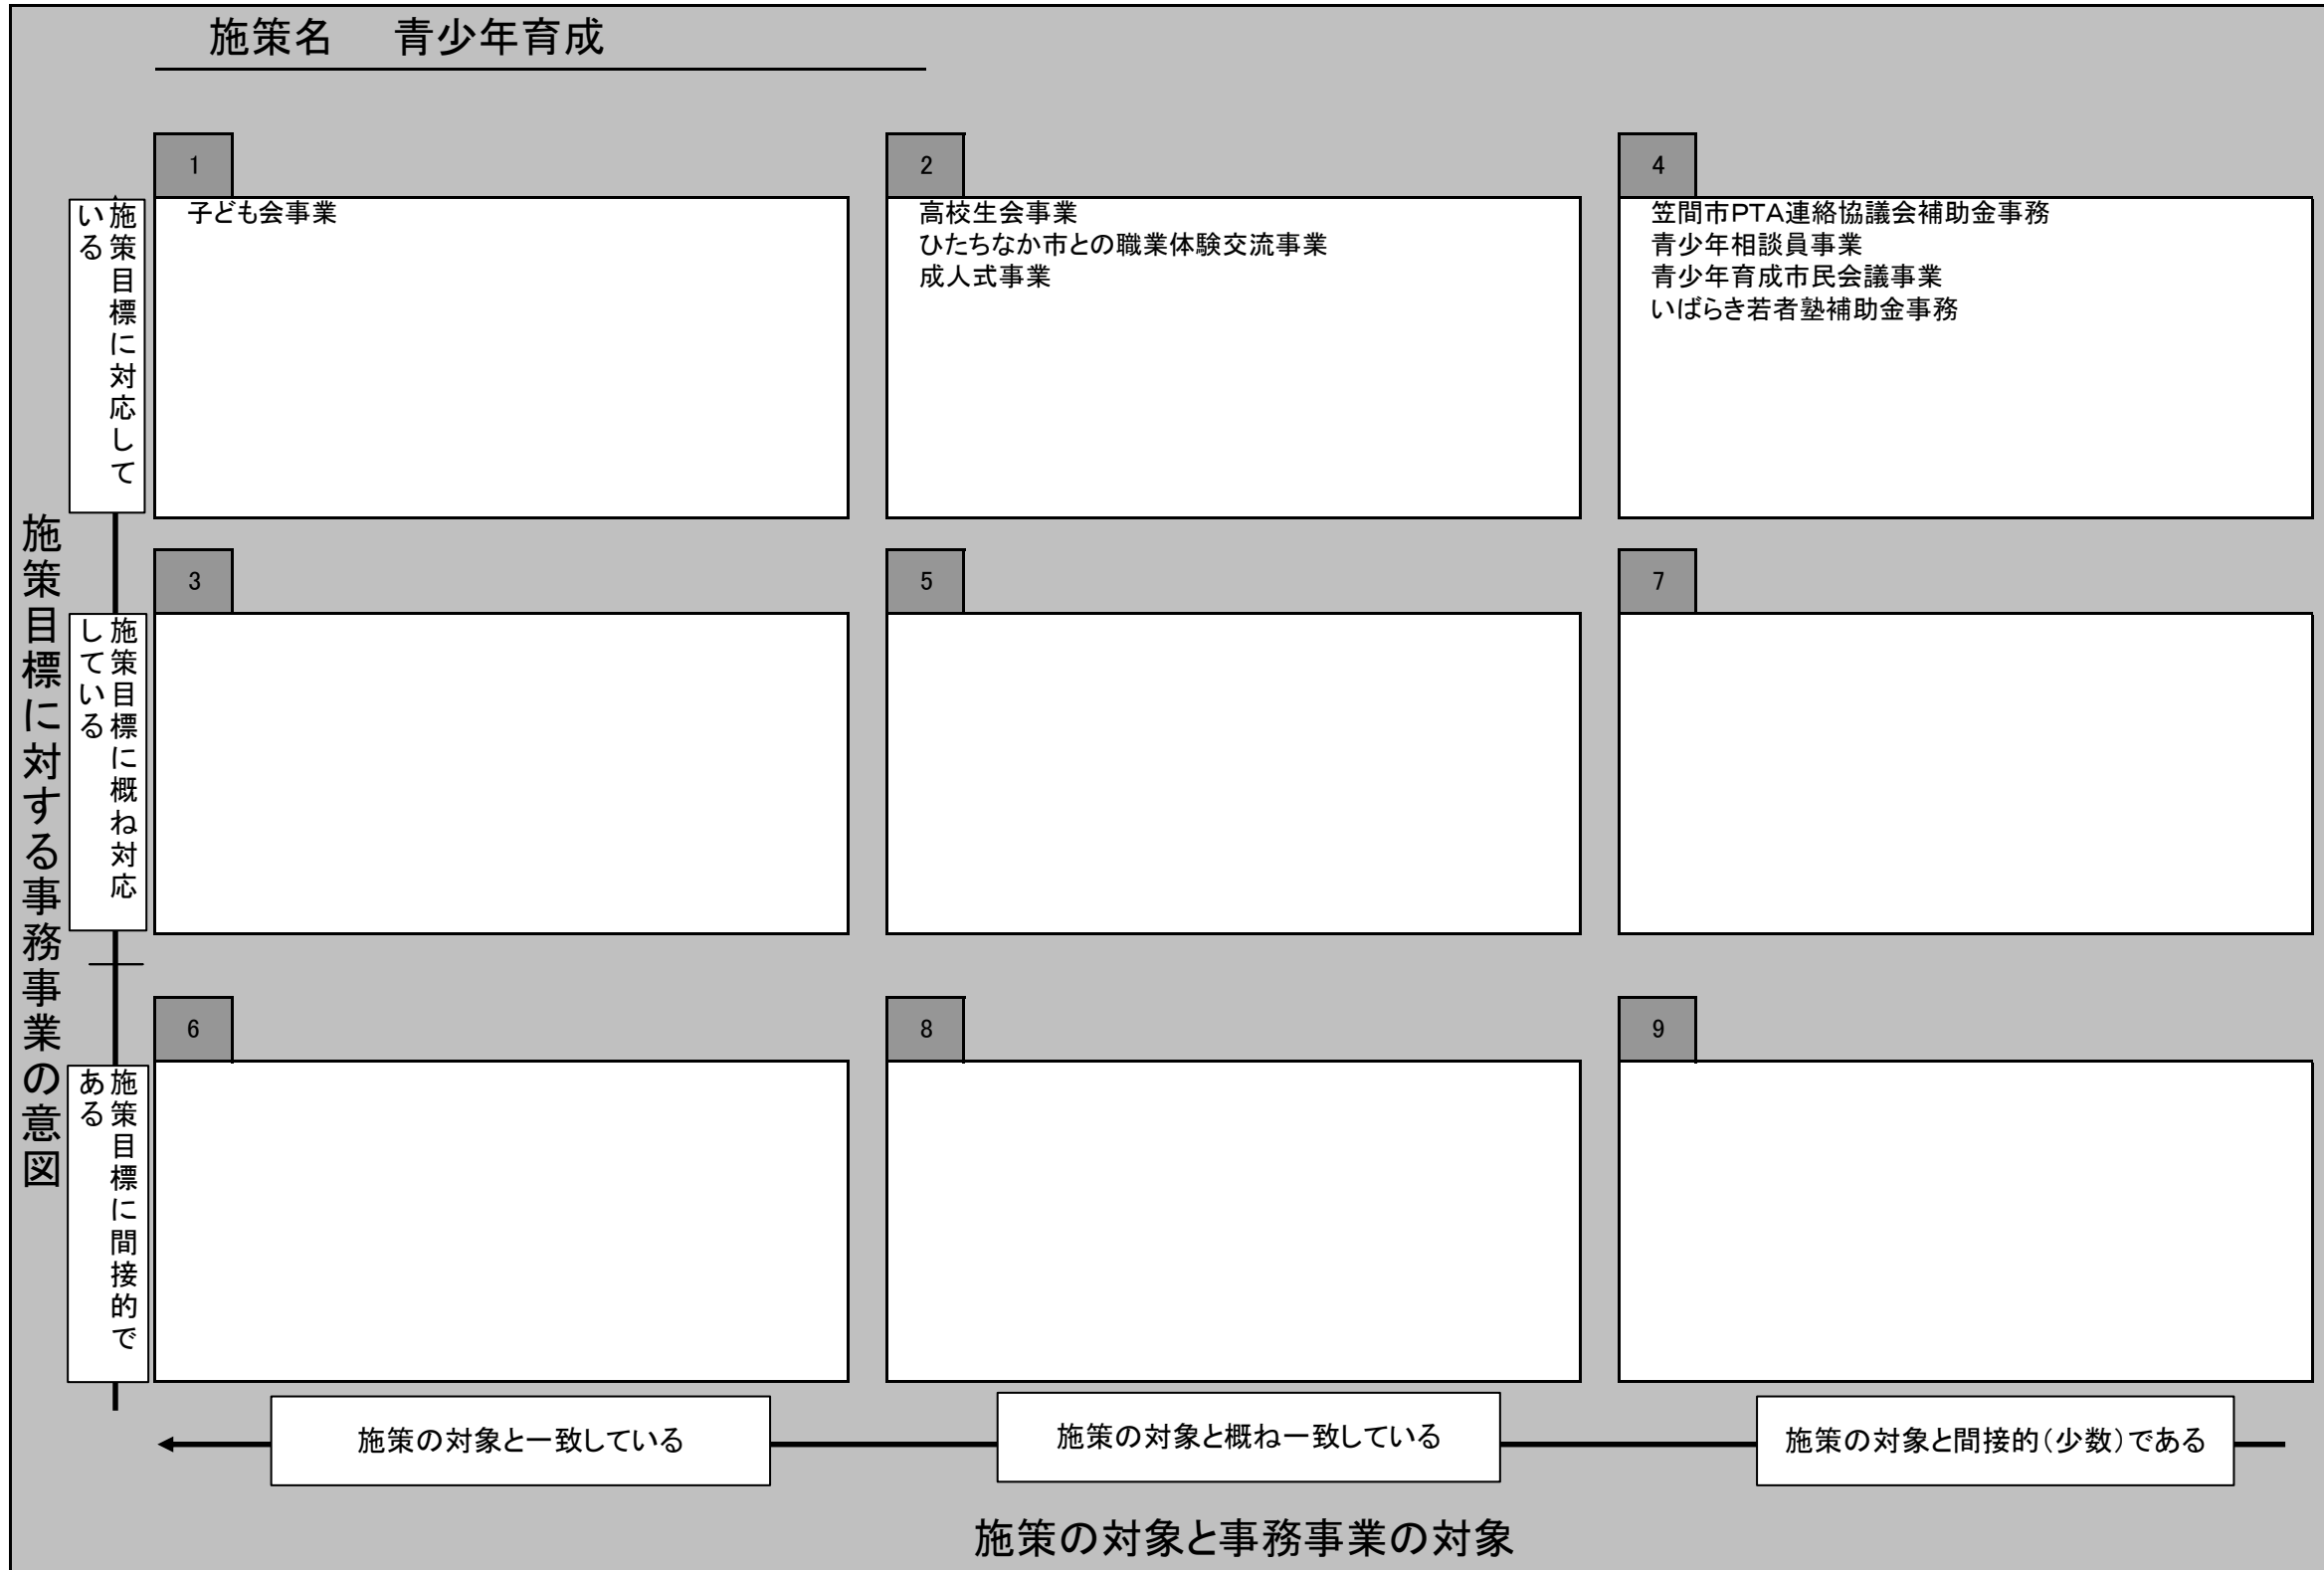 施策名 青少年育成
1
子ども会事業
2
高校生会事業
ひたちなか市との職業体験交流事業
成人式事業
4
笠間市PTA連絡協議会補助金事務
青少年相談員事業
青少年育成市民会議事業
いばらき若者塾補助金事務
施策目標に対応して
いる
3
5
7
施策目標に概ね対応
している
6
8
9
施策目標に間接的で
ある
施策目標に対する事務事業の意図
施策の対象と一致している
施策の対象と概ね一致している
施策の対象と間接的(少数)である
施策の対象と事務事業の対象